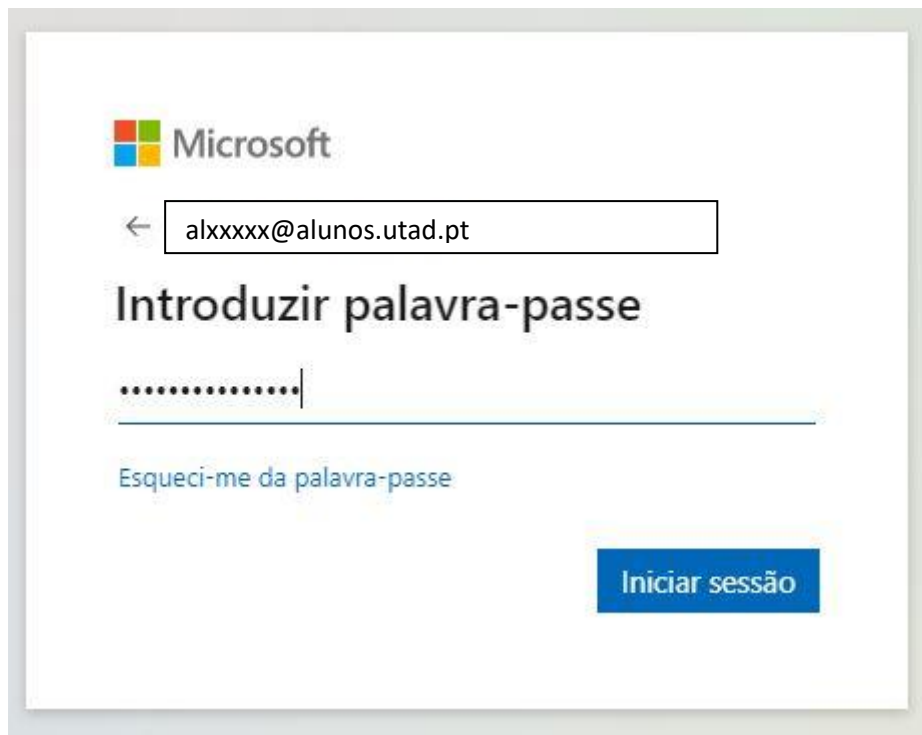 Microsoft
← alxxxxx@alunos.utad.pt
Introduzir palavra-passe
•••••••••••••••
Esqueci-me da palavra-passe
Iniciar sessão